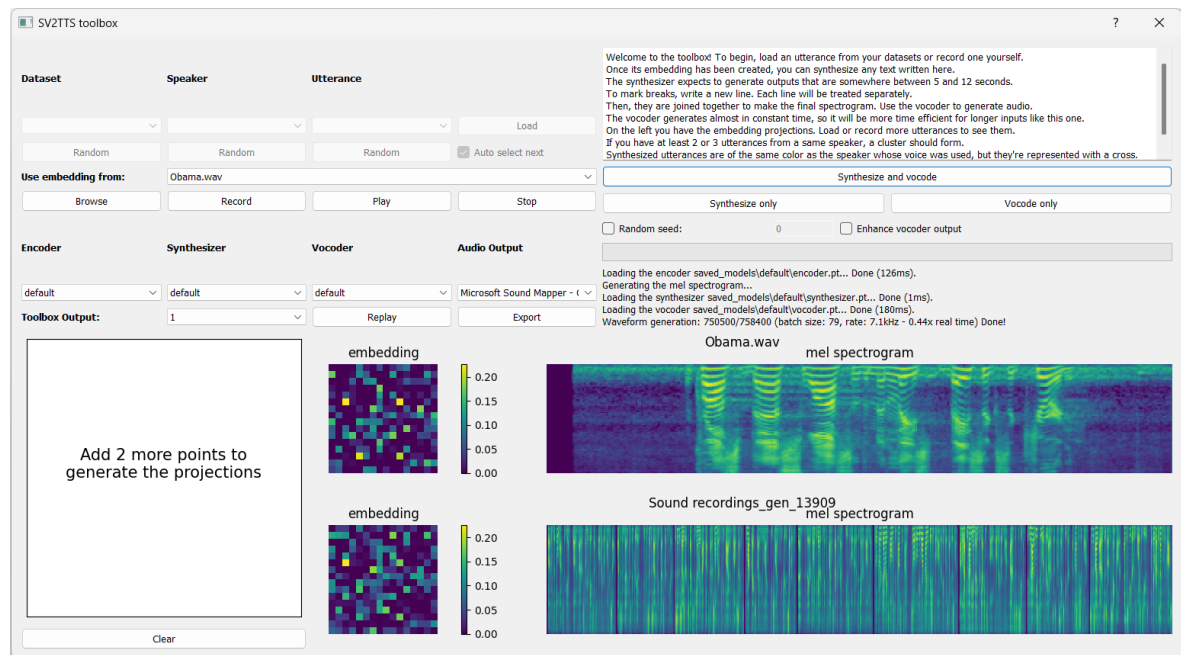 SV2TTS toolbox
? 
Dataset
Speaker
Utterance
Load
Random
Random
Random
Auto select next
Use embedding from:
Obama.wav
Browse
Record
Play
Stop
Encoder
Synthesizer
Vocoder
Audio Output
default
default
default
Microsoft Sound Mapper - (
Toolbox Output:
1
Replay
Export
Welcome to the toolbox! To begin, load an utterance from your datasets or record one yourself.
Once its embedding has been created, you can synthesize any text written here.
The synthesizer expects to generate outputs that are somewhere between 5 and 12 seconds.
To mark breaks, write a new line. Each line will be treated separately.
Then, they are joined together to make the final spectrogram. Use the vocoder to generate audio.
The vocoder generates almost in constant time, so it will be more time efficient for longer inputs like this one.
On the left you have the embedding projections. Load or record more utterances to see them.
If you have at least 2 or 3 utterances from a same speaker, a cluster should form.
Synthesized utterances are of the same color as the speaker whose voice was used, but they're represented with a cross.
Synthesize and vocode
Synthesize only
Vocode only
Random seed:
0
Enhance vocoder output
Loading the encoder saved_models\default\encoder.pt... Done (126ms).
Generating the mel spectrogram...
Loading the synthesizer saved_models\default\synthesizer.pt... Done (1ms).
Loading the vocoder saved_models\default\vocoder.pt... Done (180ms).
Waveform generation: 750500/758400 (batch size: 79, rate: 7.1kHz - 0.44x real time) Done!
Add 2 more points to
generate the projections
Clear
embedding
0.20
0.15
0.10
0.05
0.00
Obama.wav
mel spectrogram
embedding
0.20
0.15
0.10
0.05
0.00
Sound recordings_gen_13909
mel spectrogram